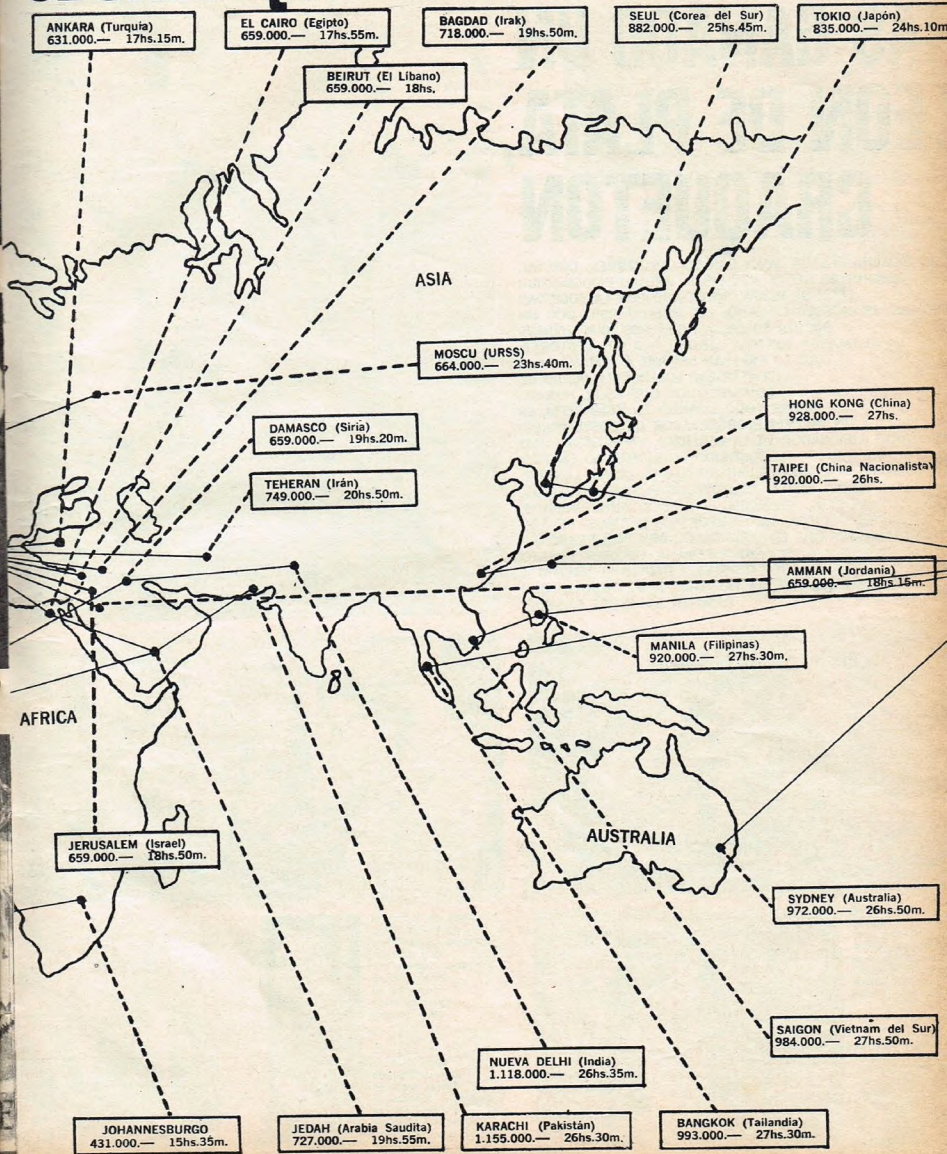 ANKARA (Turquía)
631.000.— 17hs.15m.
EL CAIRO (Egipto)
659.000.— 17hs.55m.
BAGDAD (Irak)
718.000.— 19hs.50m.
SEUL (Corea del Sur)
882.000.— 25hs.45m.
TOKIO (Japón)
835.000.— 24hs.10m
BEIRUT (El Líbano)
659.000.— 18hs.
ASIA
MOSCU (URSS)
664.000.— 23hs.40m.
HONG KONG (China)
928.000.— 27hs.
DAMASCO (Siria)
659.000.— 19hs.20m.
TAIPEI (China Nacionalista)
920.000.— 26hs.
TEHERAN (Irán)
749.000.— 20hs.50m.
AMMAN (Jordania)
659.000.— 18hs.15m.
MANILA (Filipinas)
920.000.— 27hs.30m.
AFRICA
JERUSALEM (Israel)
659.000.— 18hs.50m.
AUSTRALIA
SYDNEY (Australia)
972.000.— 26hs.50m.
SAIGON (Vietnam del Sur)
984.000.— 27hs.50m.
NUEVA DELHI (India)
1.118.000.— 26hs.35m.
JOHANNESBURGO
431.000.— 15hs.35m.
JEDAH (Arabia Saudita)
727.000.— 19hs.55m.
KARACHI (Pakistán)
1.155.000.— 26hs.30m.
BANGKOK (Tailandia)
993.000.— 27hs.30m.